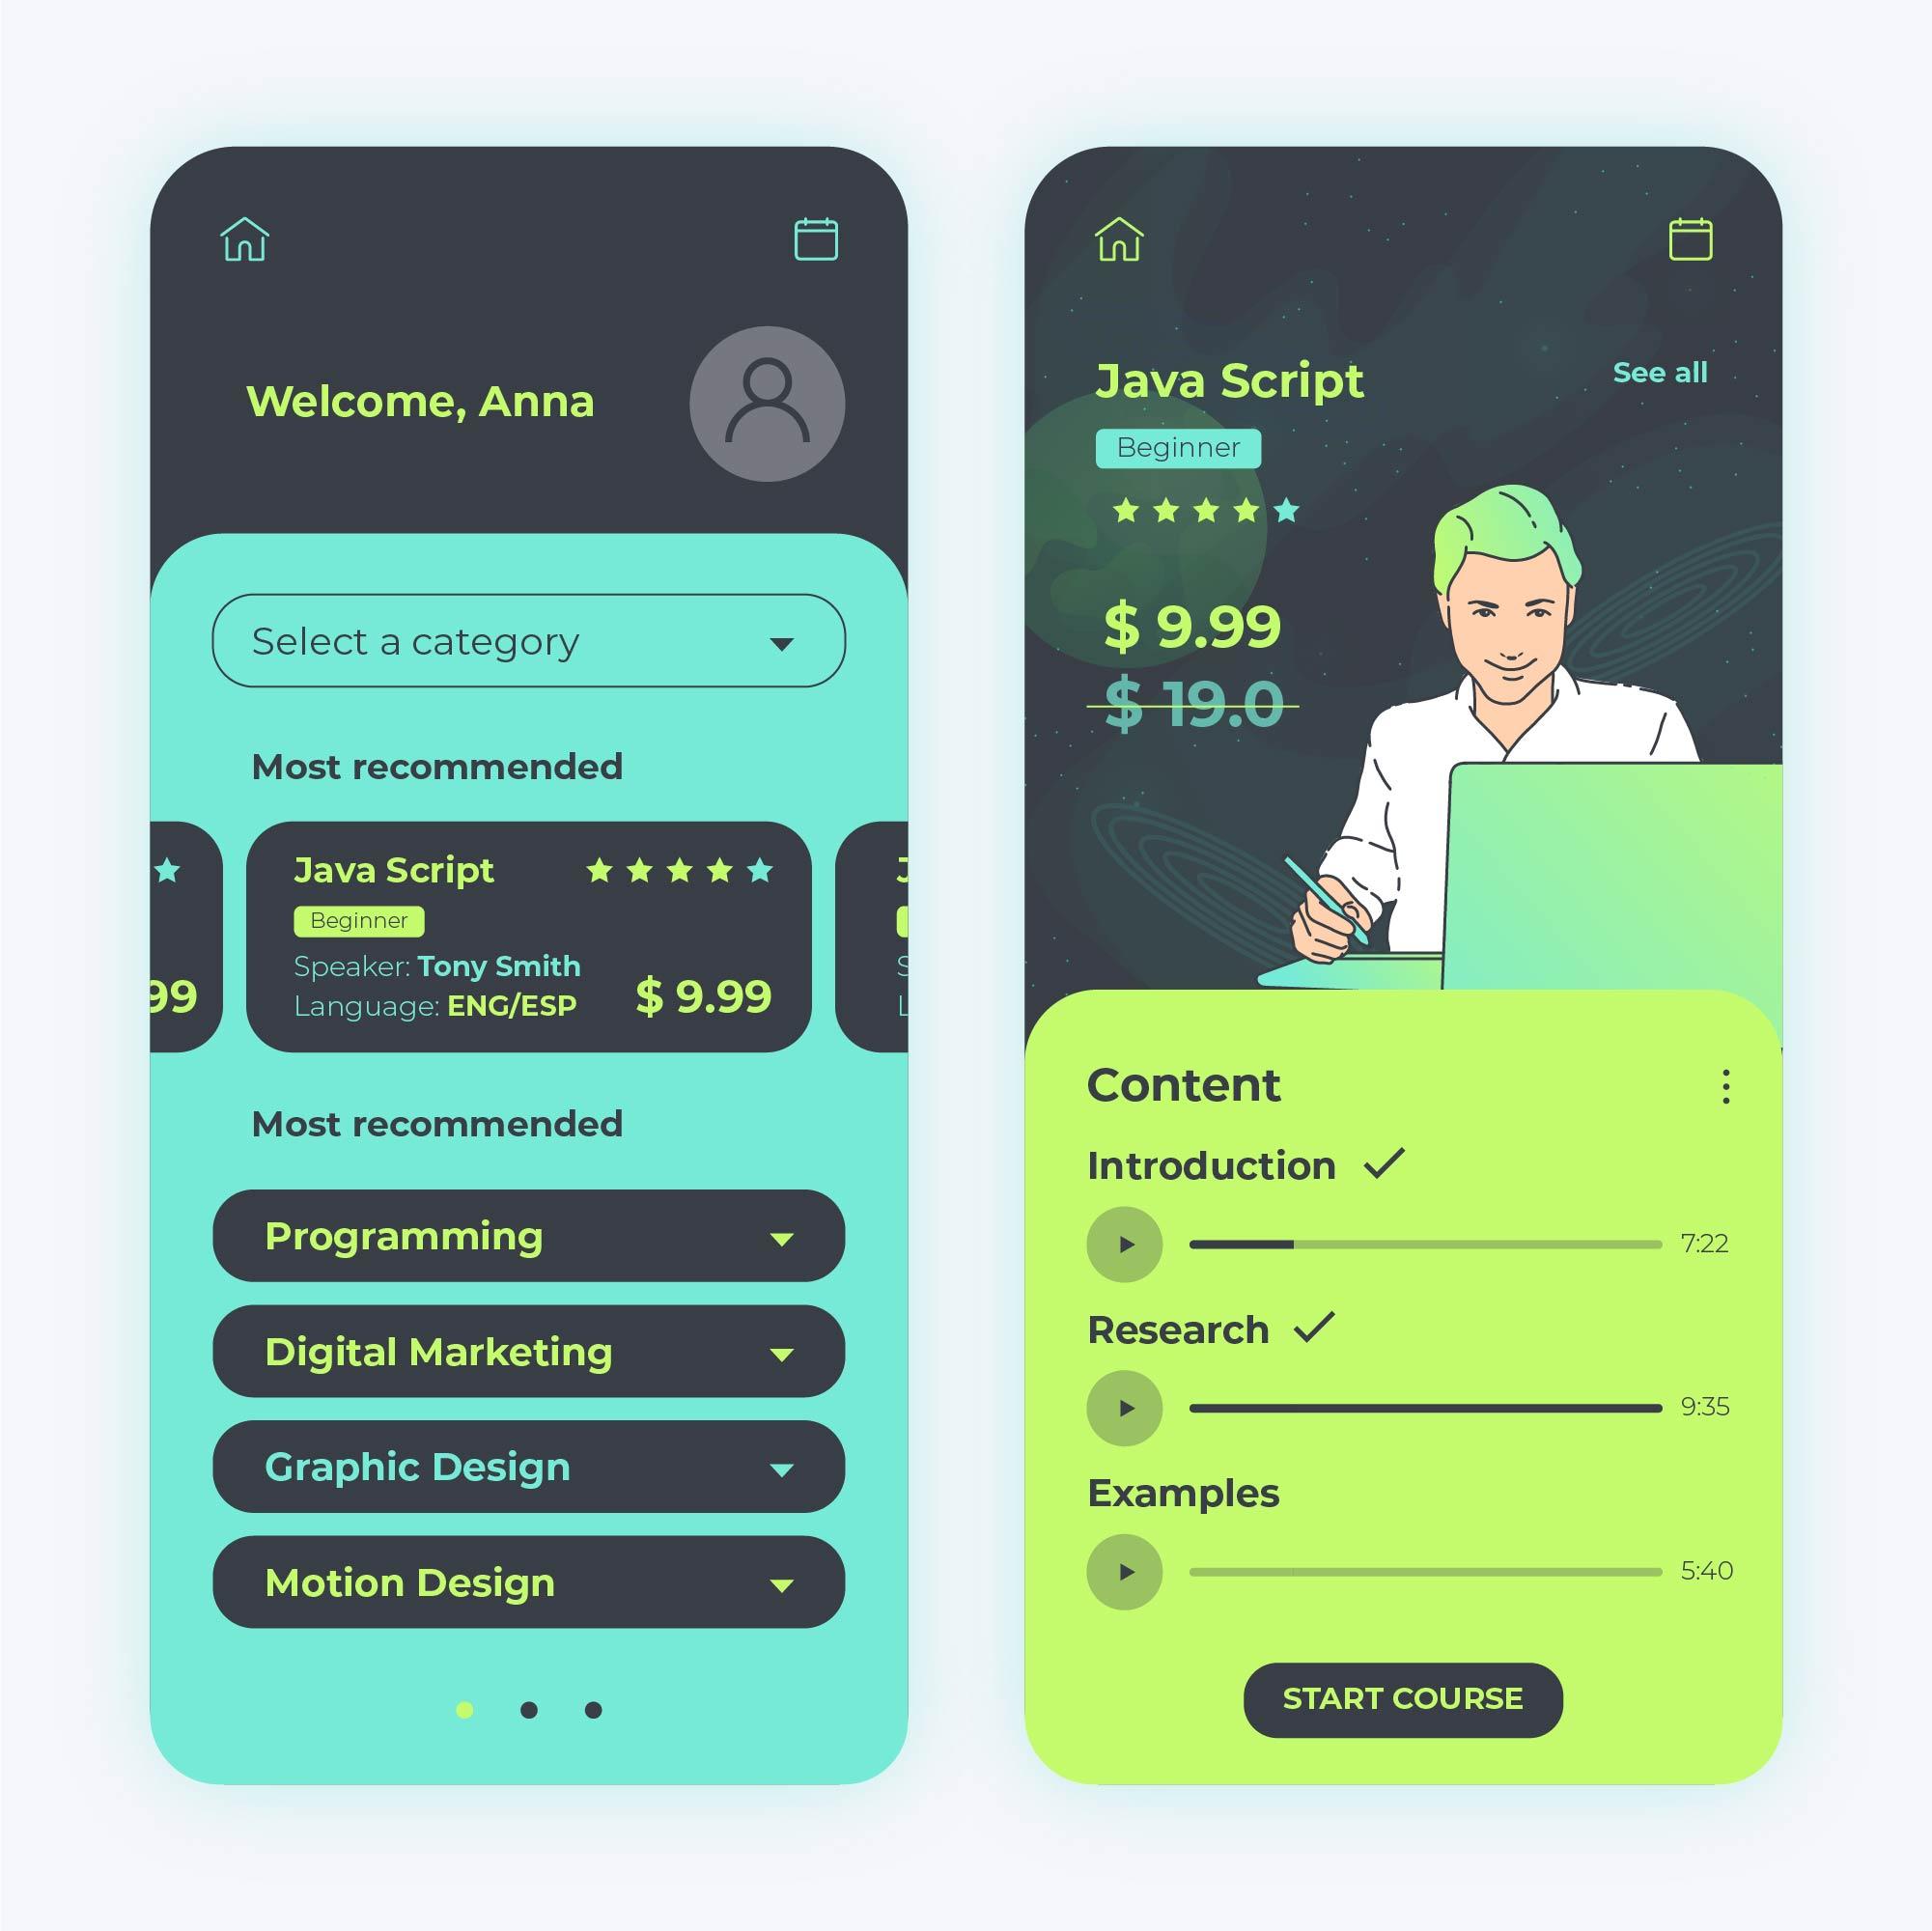 Welcome, Anna
Select a category
Most recommended
99
Java Script
Beginner
Speaker: Tony Smith
Language: ENG/ESP
$ 9.99
Most recommended
Programming
Digital Marketing
Graphic Design
Motion Design
Java Script
See all
Beginner
$ 9.99
$ 19.0
Content
Introduction
7:22
Research
9:35
Examples
5:40
START COURSE